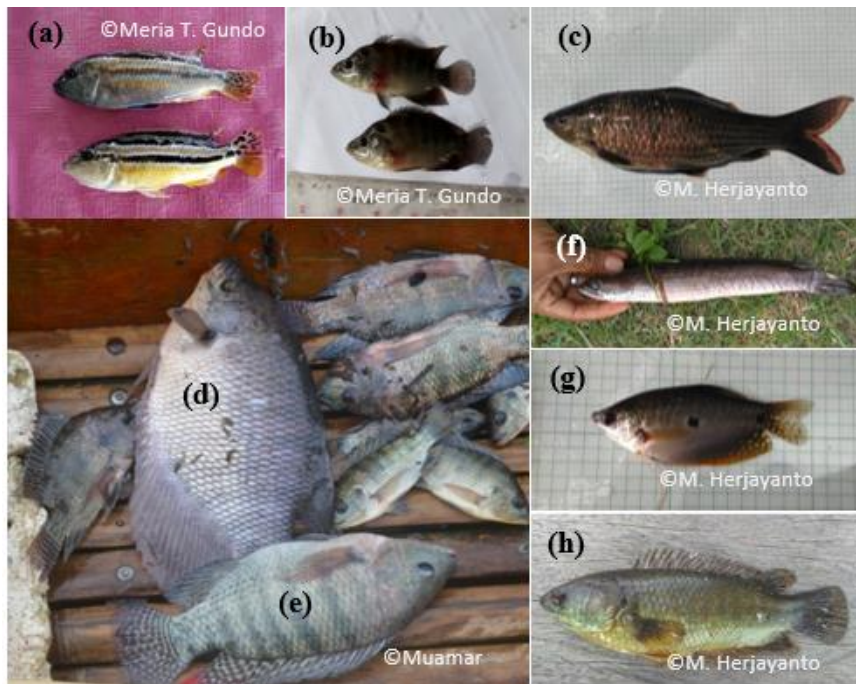 (a)
©Meria T. Gundo
(b)
©Meria T. Gundo
(c)
©M. Herjayanto
(d)
(e)
©Muamar
(f)
©M. Herjayanto
(g)
©M. Herjayanto
(h)
©M. Herjayanto